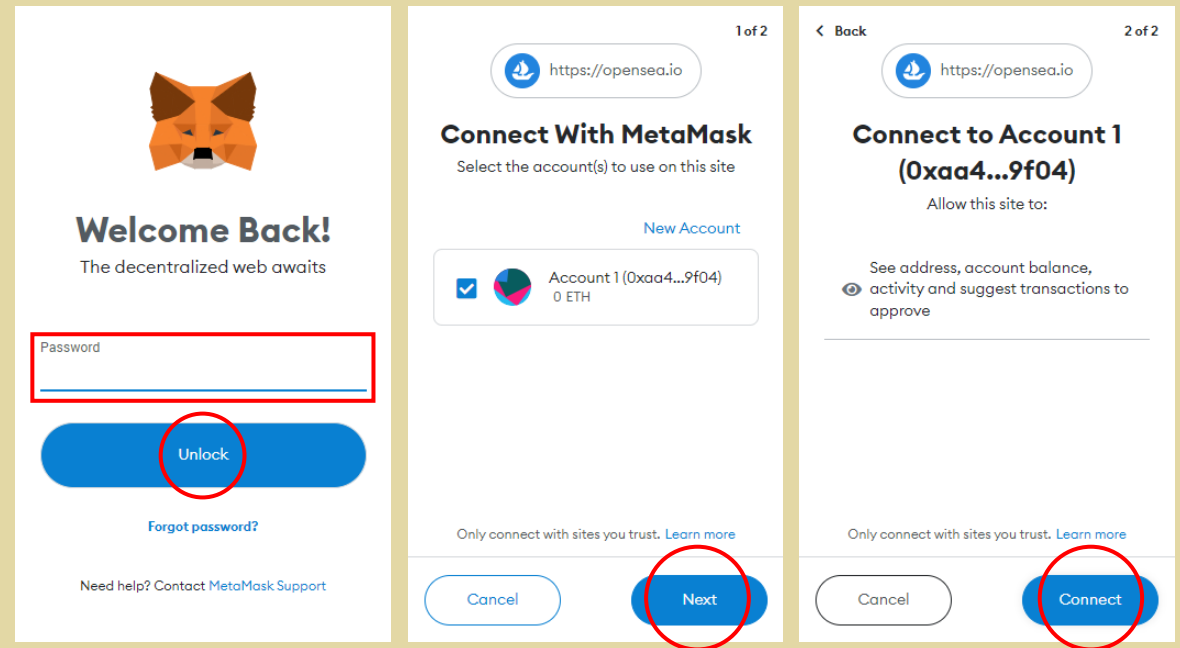 Welcome Back!
The decentralized web awaits
Password
Unlock
Forgot password?
Need help? Contact MetaMask Support
1 of 2
https://opensea.io
Connect With MetaMask
Select the account(s) to use on this site
New Account
Account 1 (0xaa4...9f04)
0 ETH
Only connect with sites you trust. Learn more
Cancel
Next
Back
2 of 2
https://opensea.io
Connect to Account 1
(0xaa4...9f04)
Allow this site to:
See address, account balance,
activity and suggest transactions to
approve
Only connect with sites you trust. Learn more
Cancel
Connect